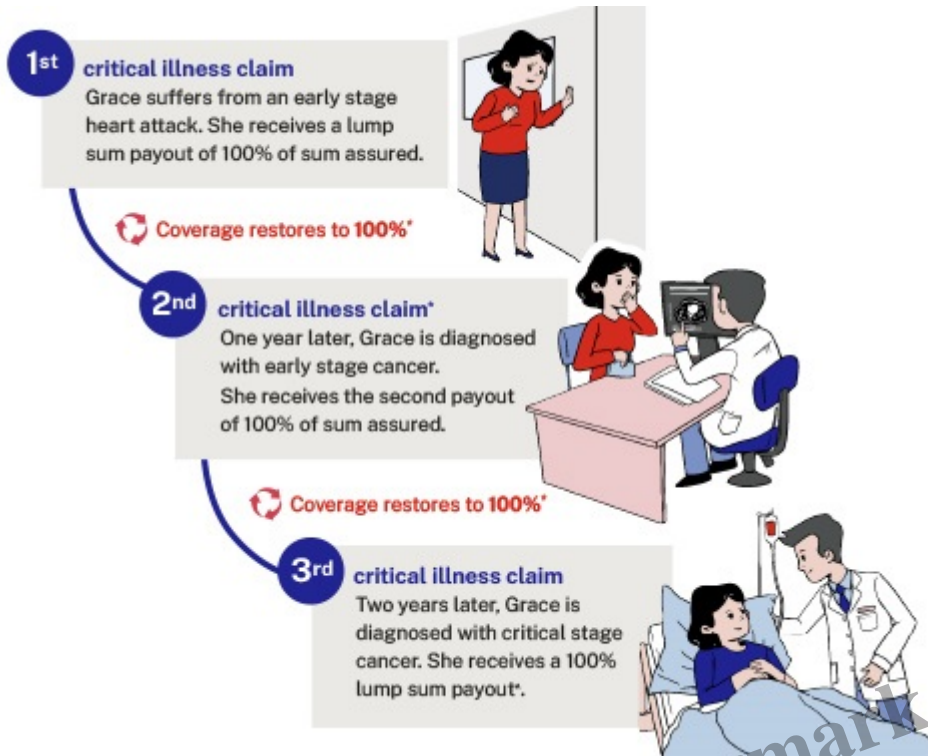 1st
critical illness claim
Grace suffers from an early stage
heart attack. She receives a lump
sum payout of 100% of sum assured.
Coverage restores to 100%*
2nd
critical illness claim*
One year later, Grace is diagnosed
with early stage cancer.
She receives the second payout
of 100% of sum assured.
Coverage restores to 100%*
3rd
critical illness claim
Two years later, Grace is
diagnosed with critical stage
cancer. She receives a 100%
lump sum payout*.
mark